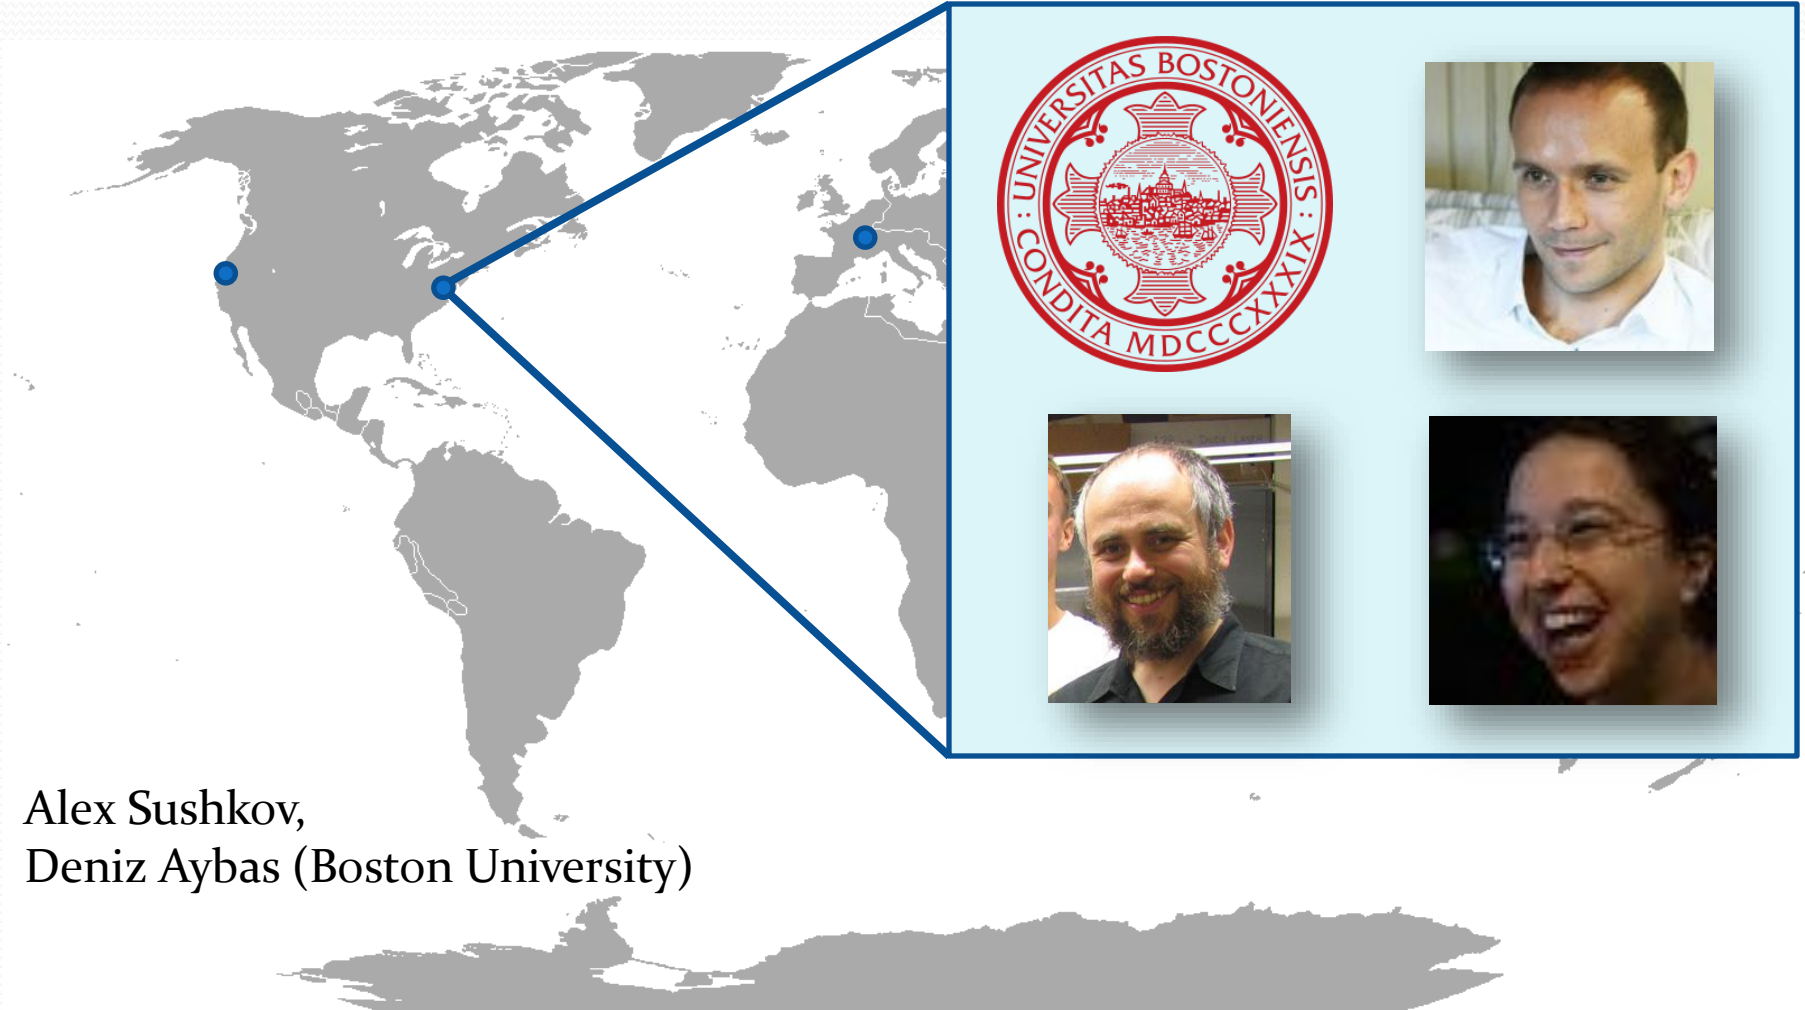 : UNIVERSITAS BOSTONIENSIS :
CONDITA MDCCCXXXIX
Alex Sushkov,
Deniz Aybas (Boston University)